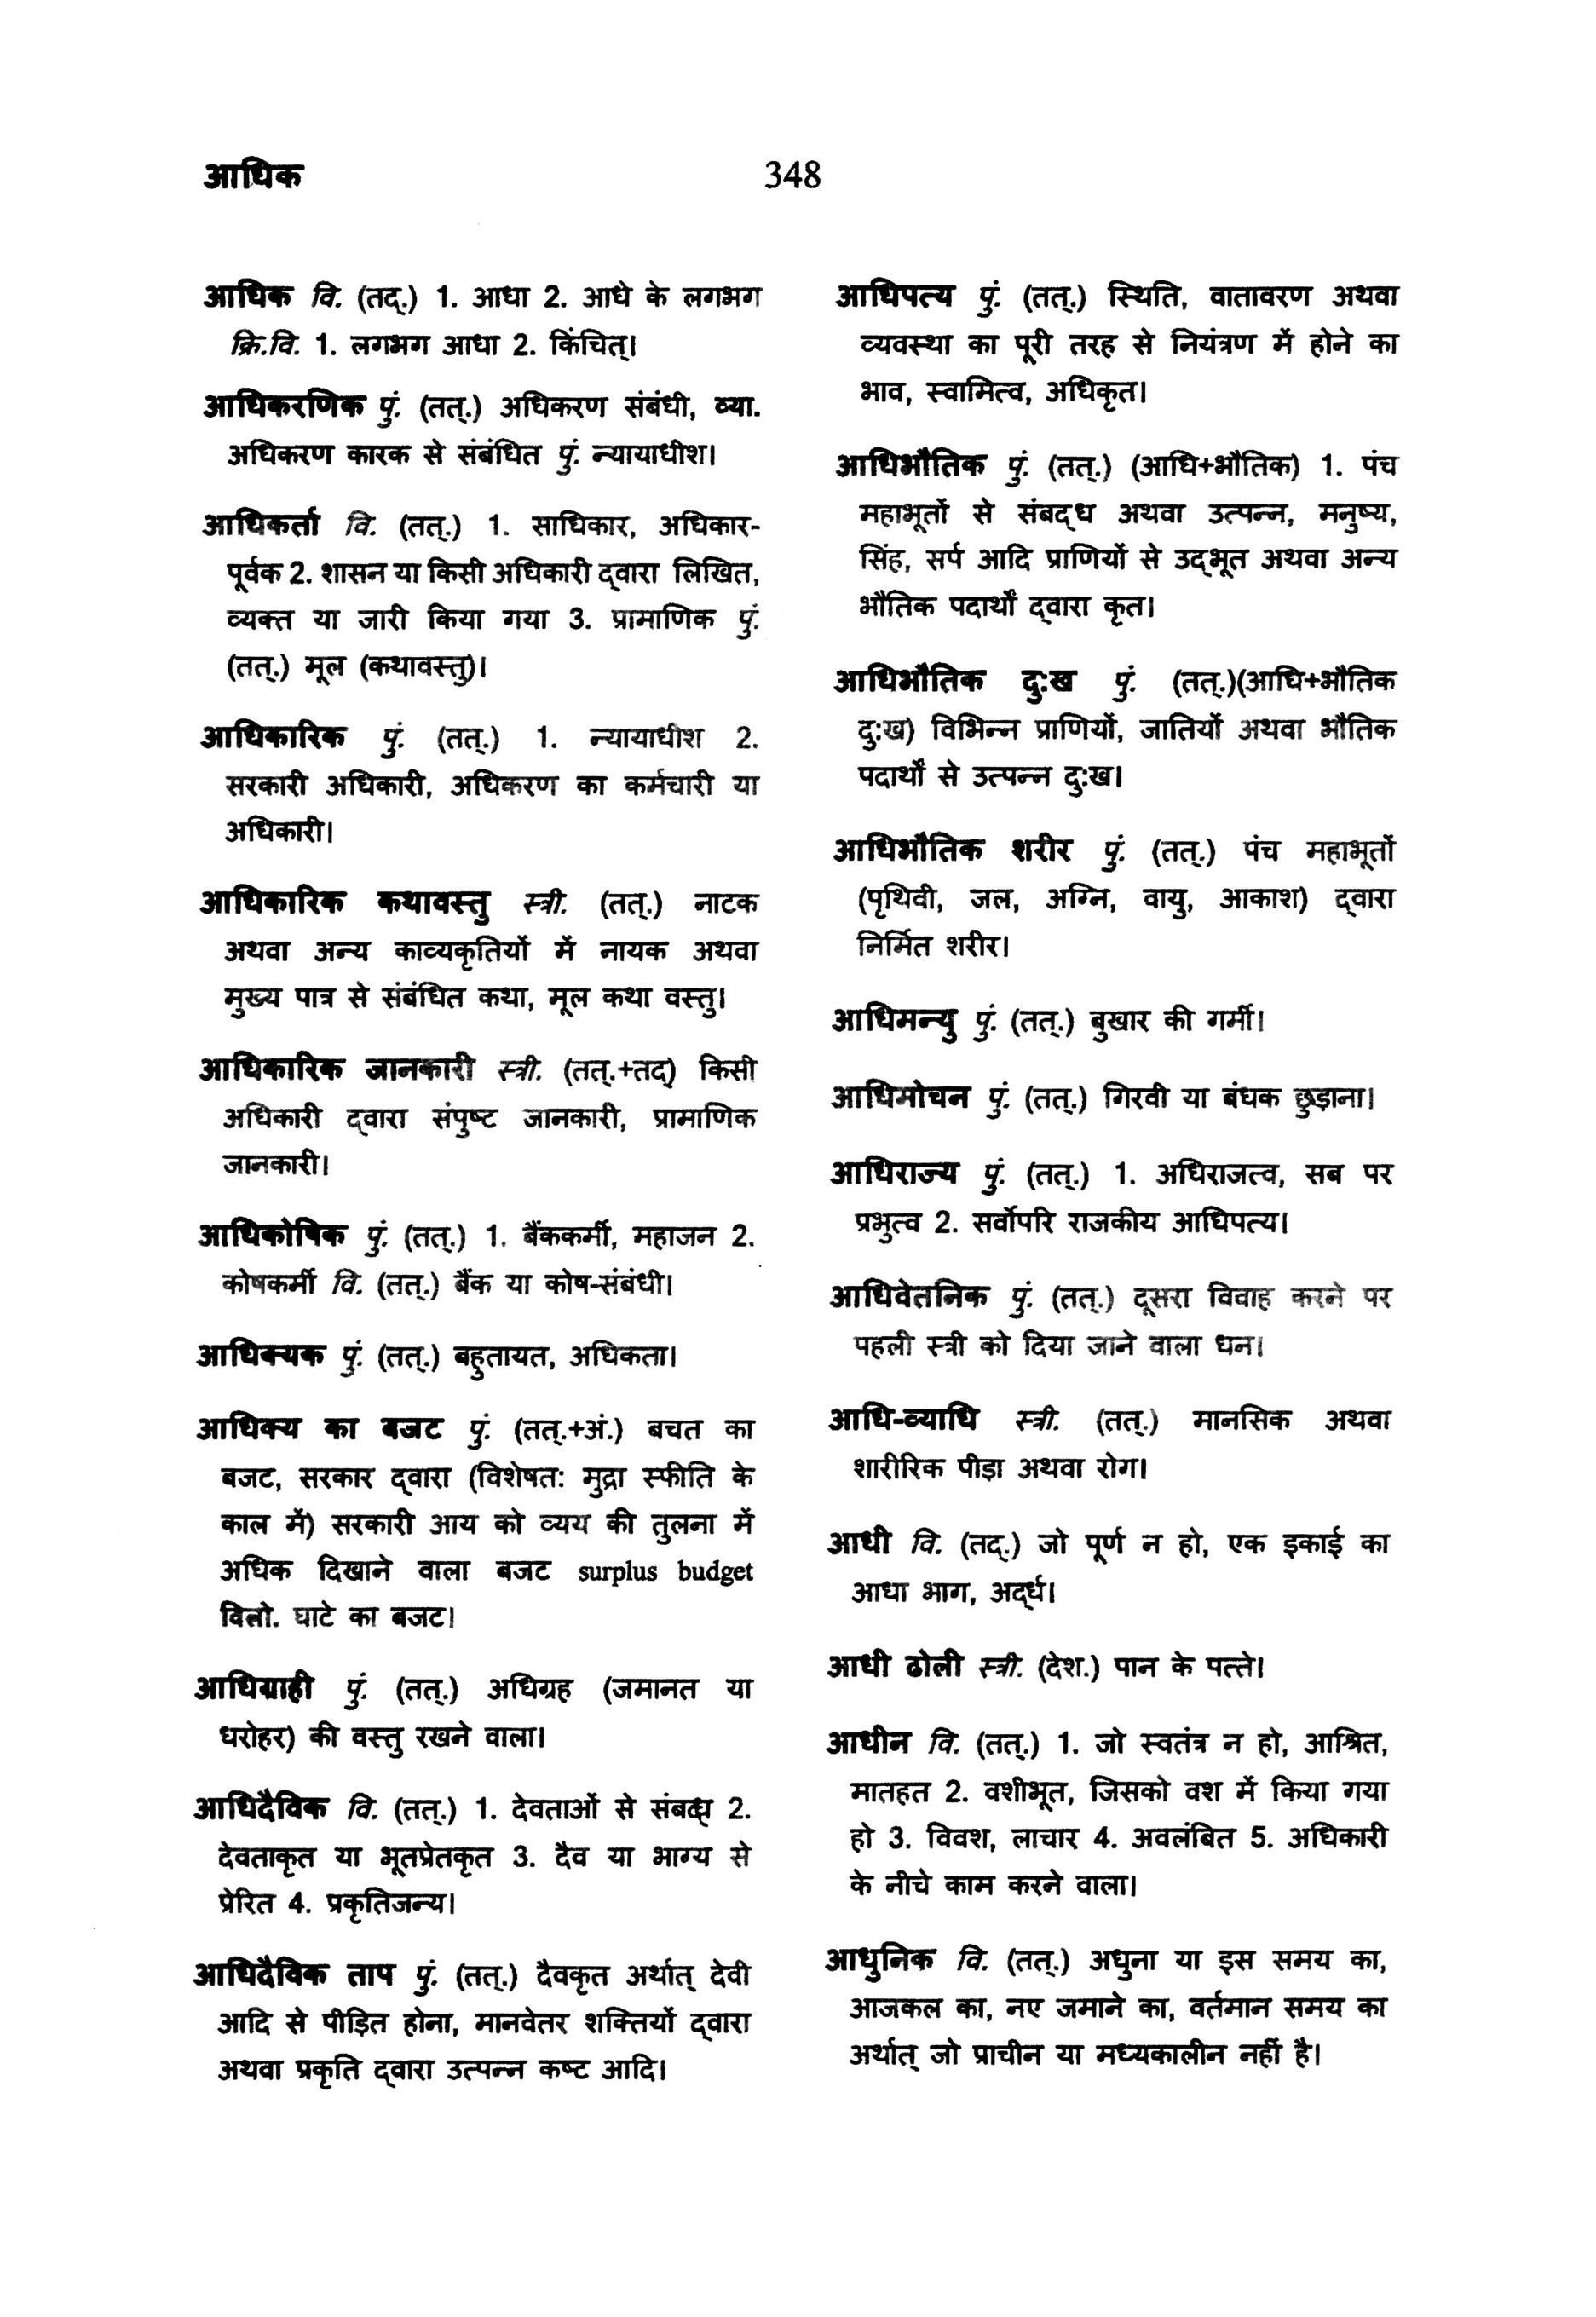 आधिक
348
आधिक वि. (तद्.) 1. आधा 2. आधे के लगभग
क्रि.वि. 1. लगभग आधा 2. किंचित्।
आधिकरणिक पुं. (तत्.) अधिकरण संबंधी, व्या.
अधिकरण कारक से संबंधित पुं. न्यायाधीश।
आधिकर्ता वि. (तत्.) 1. साधिकार, अधिकार-
पूर्वक 2. शासन या किसी अधिकारी द्वारा लिखित,
व्यक्त या जारी किया गया 3. प्रामाणिक पुं.
(तत्.) मूल (कथावस्तु)।
आधिकारिक पुं. (तत्.) 1. न्यायाधीश 2.
सरकारी अधिकारी, अधिकरण का कर्मचारी या
अधिकारी।
आधिकारिक कथावस्तु स्त्री. (तत्.) नाटक
अथवा अन्य काव्यकृतियों में नायक अथवा
मुख्य पात्र से संबंधित कथा, मूल कथा वस्तु।
आधिकारिक जानकारी स्त्री. (तत्.+तद्) किसी
अधिकारी द्वारा संपुष्ट जानकारी, प्रामाणिक
जानकारी।
आधिकोषिक पुं. (तत्.) 1. बैंककर्मी, महाजन 2.
कोषकर्मी वि. (तत्.) बैंक या कोष-संबंधी।
आधिक्यक पुं. (तत्.) बहुतायत, अधिकता।
आधिक्य का बजट पुं. (तत्.+अं.) बचत का
बजट, सरकार द्वारा (विशेषत: मुद्रा स्फीति के
काल में) सरकारी आय को व्यय की तुलना में
अधिक दिखाने वाला बजट surplus budget
विलो. घाटे का बजट।
आधिग्राही पुं. (तत्.) अधिग्रह (जमानत या
धरोहर) की वस्तु रखने वाला।
आधिदैविक वि. (तत्.) 1. देवताओं से संबद्ध 2.
देवताकृत या भूतप्रेतकृत 3. दैव या भाग्य से
प्रेरित 4. प्रकृतिजन्य।
आधिदैविक ताप पुं. (तत्.) दैवकृत अर्थात् देवी
आदि से पीड़ित होना, मानवेतर शक्तियों द्वारा
अथवा प्रकृति द्वारा उत्पन्न कष्ट आदि।
आधिपत्य पुं. (तत्.) स्थिति, वातावरण अथवा
व्यवस्था का पूरी तरह से नियंत्रण में होने का
भाव, स्वामित्व, अधिकृत।
आधिभौतिक पुं. (तत्.) (आधि+भौतिक) 1. पंच
महाभूतों से संबद्ध अथवा उत्पन्न, मनुष्य,
सिंह, सर्प आदि प्राणियों से उद्भूत अथवा अन्य
भौतिक पदार्थों द्वारा कृत।
आधिभौतिक दु:ख पुं. (तत्.)(आधि+भौतिक
दु:ख) विभिन्न प्राणियों, जातियों अथवा भौतिक
पदार्थों से उत्पन्न दु:ख।
आधिभौतिक शरीर पुं. (तत्.) पंच महाभूतों
(पृथिवी, जल, अग्नि, वायु, आकाश) द्वारा
निर्मित शरीर।
आधिमन्यु पुं. (तत्.) बुखार की गर्मी।
आधिमोचन पुं. (तत्.) गिरवी या बंधक छुड़ाना।
आधिराज्य पुं. (तत्.) 1. अधिराजत्व, सब पर
प्रभुत्व 2. सर्वोपरि राजकीय आधिपत्य।
आधिवेतनिक पुं. (तत्.) दूसरा विवाह करने पर
पहली स्त्री को दिया जाने वाला धन।
आधि-व्याधि स्त्री. (तत्.) मानसिक अथवा
शारीरिक पीड़ा अथवा रोग।
आधी वि. (तद्.) जो पूर्ण न हो, एक इकाई का
आधा भाग, अर्द्ध।
आधी ढोली स्त्री. (देश.) पान के पत्ते।
आधीन वि. (तत्.) 1. जो स्वतंत्र न हो, आश्रित,
मातहत 2. वशीभूत, जिसको वश में किया गया
हो 3. विवश, लाचार 4. अवलंबित 5. अधिकारी
के नीचे काम करने वाला।
आधुनिक वि. (तत्.) अधुना या इस समय का,
आजकल का, नए जमाने का, वर्तमान समय का
अर्थात् जो प्राचीन या मध्यकालीन नहीं है।